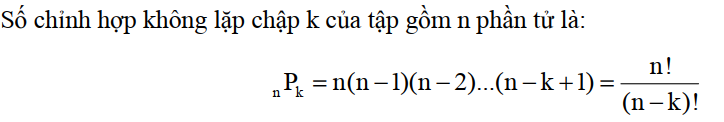 Số chỉnh hợp không lặp chập k của tập gồm n phần tử là:
ₙPₖ = n(n−1)(n−2)...(n−k+1) = n!/(n−k)!